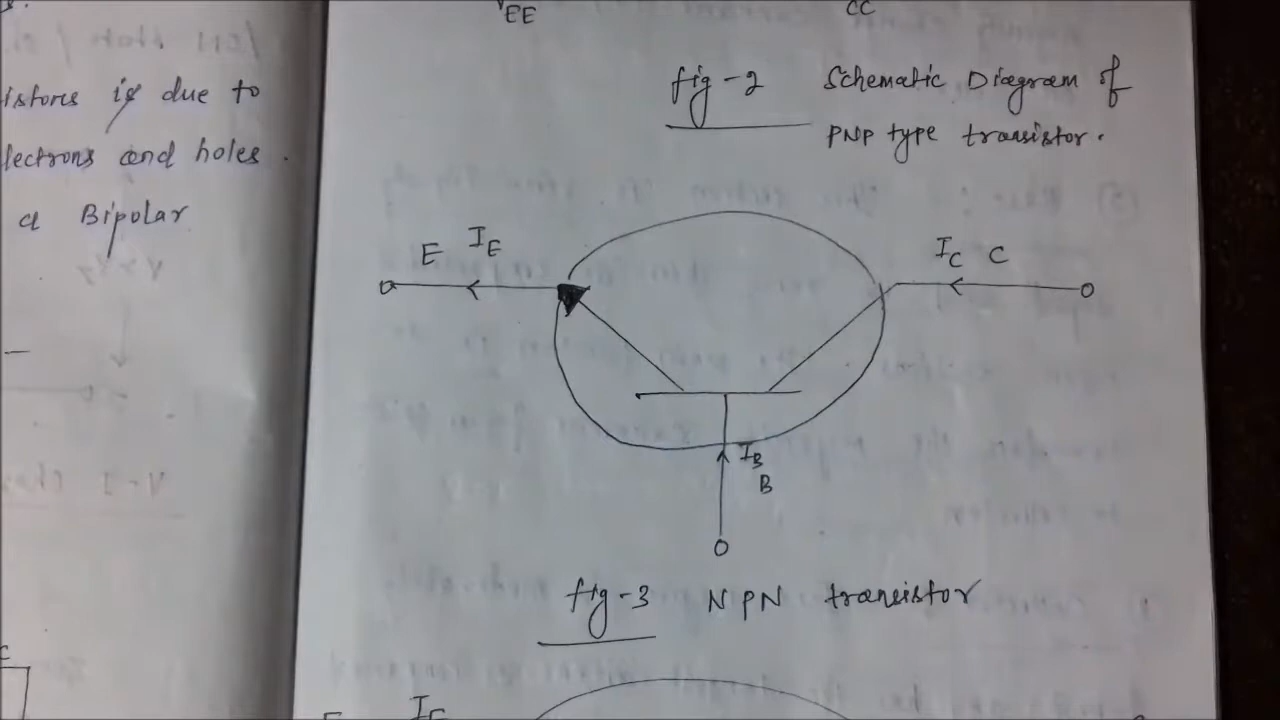 istors is due to
lectrons and holes.
a Bipolar
EE
CC
fig-2 Schematic Diagram of
PNP type transistor.
E IE
IC C
IB
B
fig-3 NPN transistor